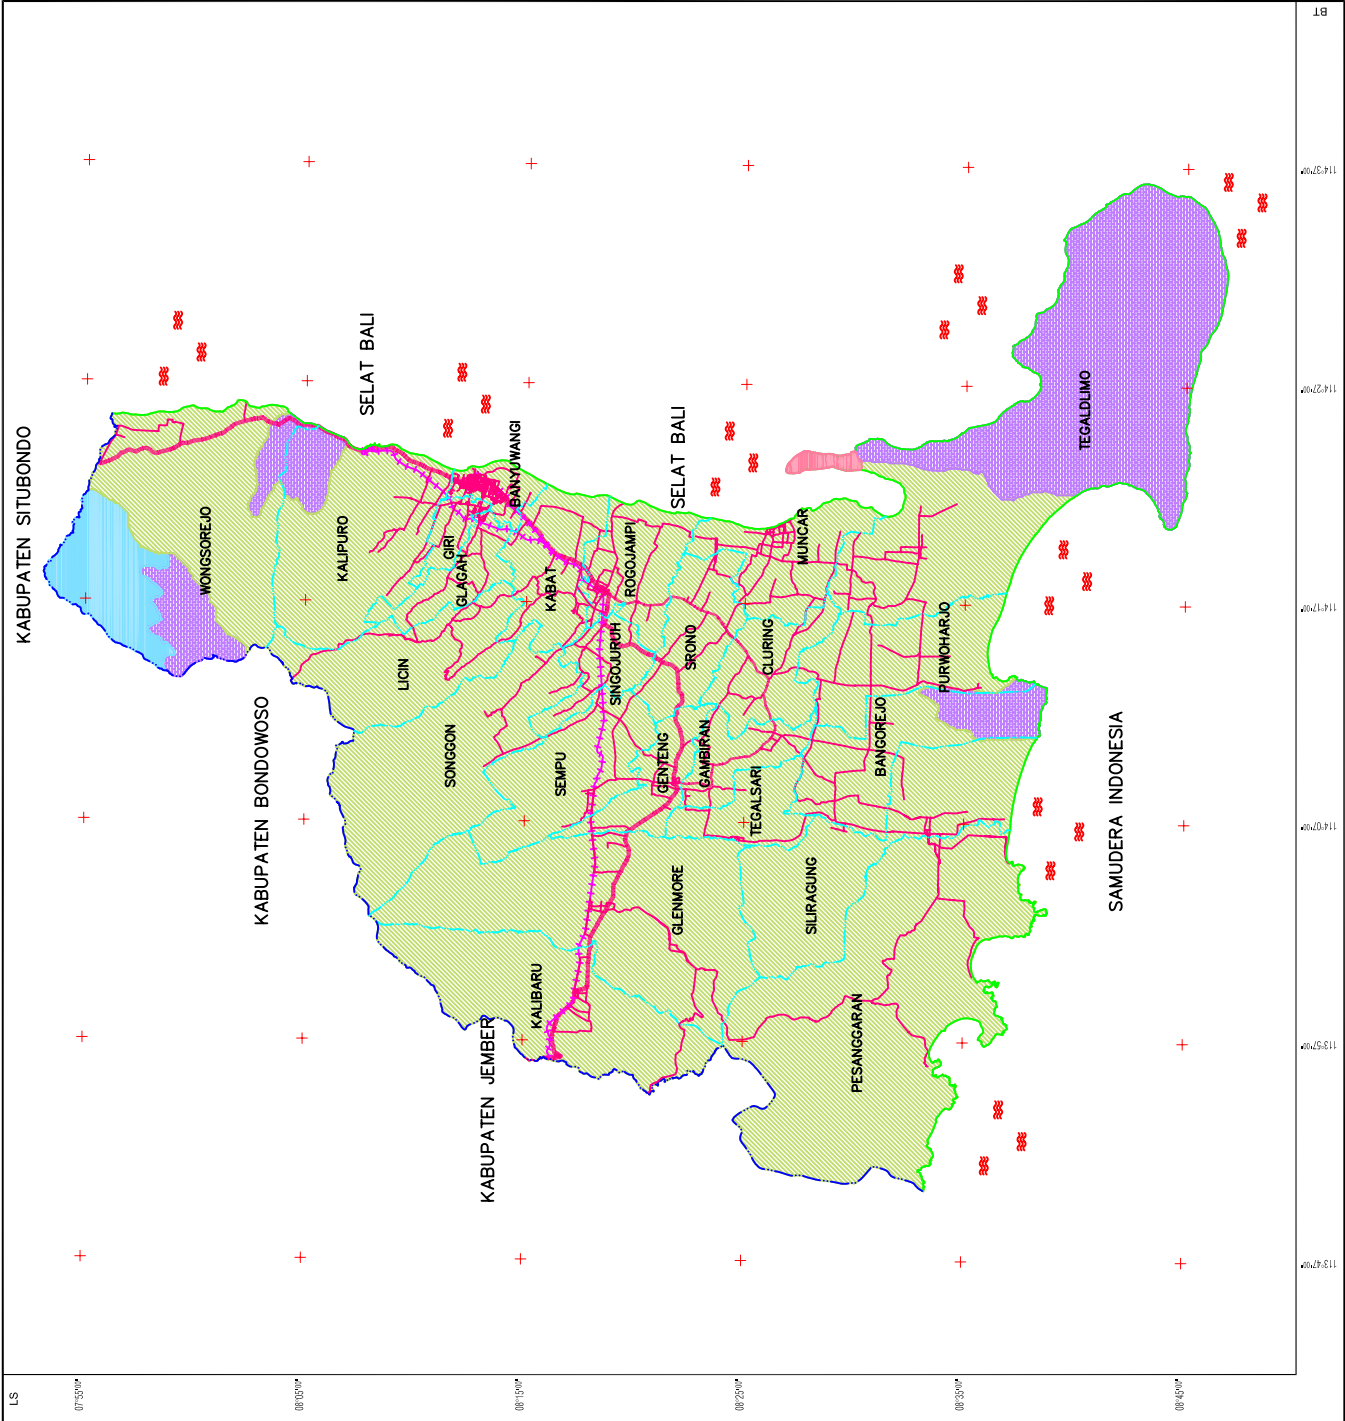 KABUPATEN SITUBONDO
WONGSOREJO
SELAT BALI
KALIPURO
KABUPATEN BONDOWOSO
LICIN
GIRI
GLAGAH
BANYUWANGI
KABAT
SONGGON
SEMPU
ROGOJAMPI
SINGOJURUH
SELAT BALI
SRONO
GENTENG
GAMBIRAN
CLURING
MUNCAR
TEGALSARI
BANGOREJO
PURWOHARJO
TEGALDLIMO
KABUPATEN JEMBER
KALIBARU
GLENMORE
SILIRAGUNG
PESANGGARAN
SAMUDERA INDONESIA
LS
07°55'00"
08°05'00"
08°15'00"
08°25'00"
08°35'00"
08°45'00"
BT
114°37'00"
114°27'00"
114°17'00"
114°07'00"
113°57'00"
113°47'00"